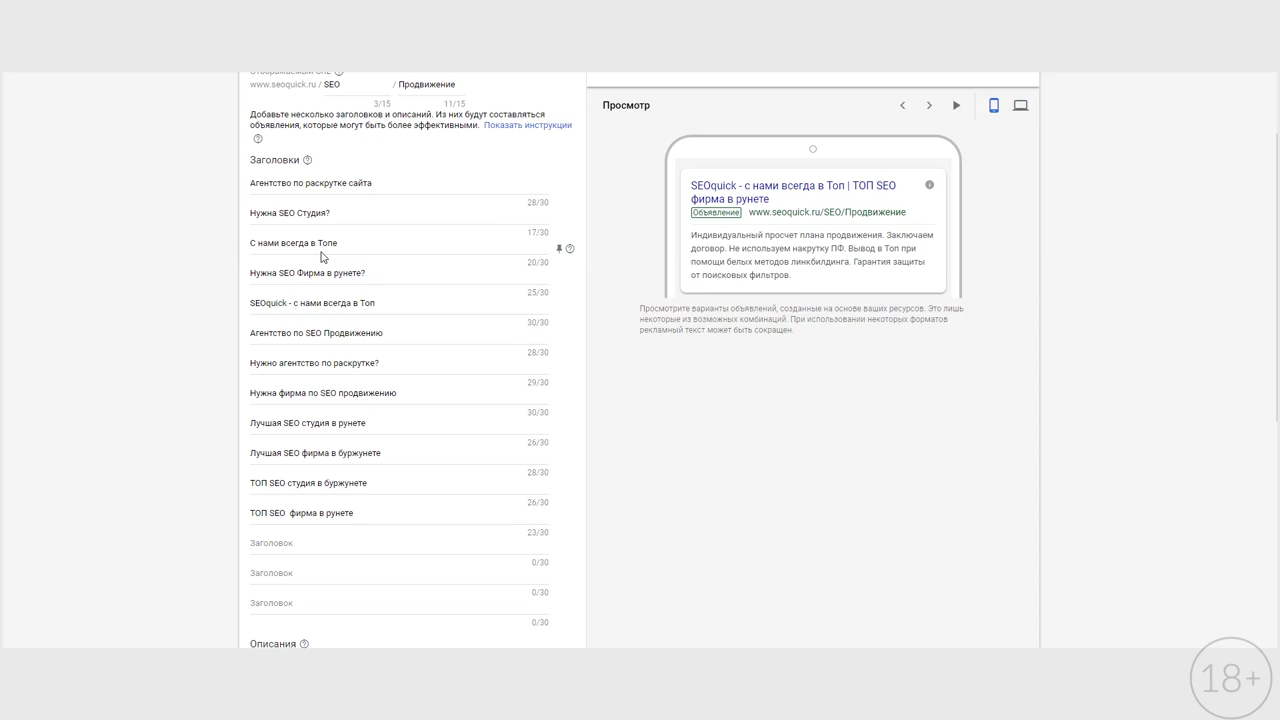 Отображаемый URL
www.seoquick.ru / SEO / Продвижение
3/15 11/15
Добавьте несколько заголовков и описаний. Из них будут составляться
объявления, которые могут быть более эффективными. Показать инструкции
Заголовки
Агентство по раскрутке сайта
28/30
Нужна SEO Студия?
17/30
С нами всегда в Топе
20/30
Нужна SEO Фирма в рунете?
25/30
SEOquick - с нами всегда в Топ
30/30
Агентство по SEO Продвижению
28/30
Нужно агентство по раскрутке?
29/30
Нужна фирма по SEO продвижению
30/30
Лучшая SEO студия в рунете
26/30
Лучшая SEO фирма в буржунете
28/30
ТОП SEO студия в буржунете
26/30
ТОП SEO  фирма в рунете
23/30
Заголовок
0/30
Заголовок
0/30
Заголовок
0/30
Описания
Просмотр
SEOquick - с нами всегда в Топ | ТОП SEO
фирма в рунете
Объявление www.seoquick.ru/SEO/Продвижение
Индивидуальный просчет плана продвижения. Заключаем
договор. Не используем накрутку ПФ. Вывод в Топ при
помощи белых методов линкбилдинга. Гарантия защиты
от поисковых фильтров.
Просмотрите варианты объявлений, созданные на основе ваших ресурсов. Это лишь
некоторые из возможных комбинаций. При использовании некоторых форматов
рекламный текст может быть сокращен.
18+